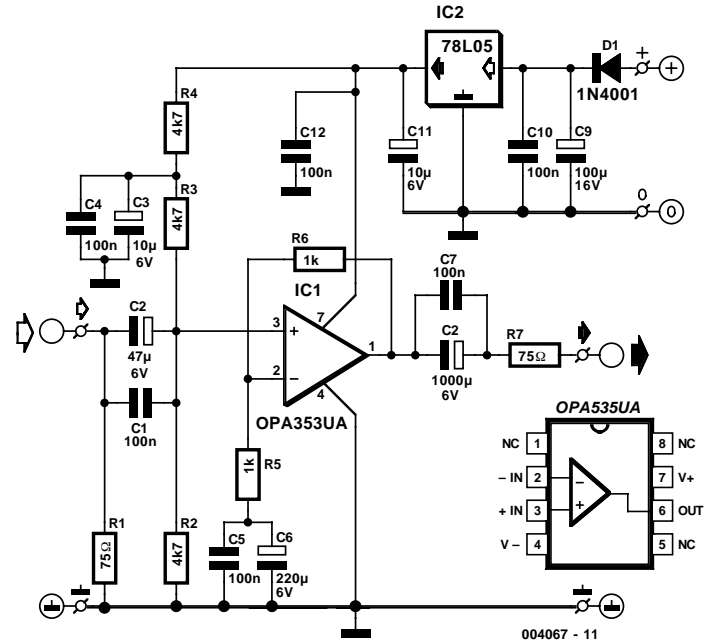 IC2
78L05
D1
+
+
1N4001
R4
4k7
C12
100n
C11
10µ
6V
C10
100n
C9
100µ
16V
0
0
C4
100n
C3
10µ
6V
R3
4k7
R6
1k
IC1
C7
100n
C2
47µ
6V
3
+
7
1
2
−
4
OPA353UA
C2
1000µ
6V
R7
75Ω
C1
100n
R5
1k
OPA535UA
NC 1
8 NC
− IN 2
7 V+
+ IN 3
6 OUT
V − 4
5 NC
−
+
R1
75Ω
R2
4k7
C5
100n
C6
220µ
6V
004067 - 11